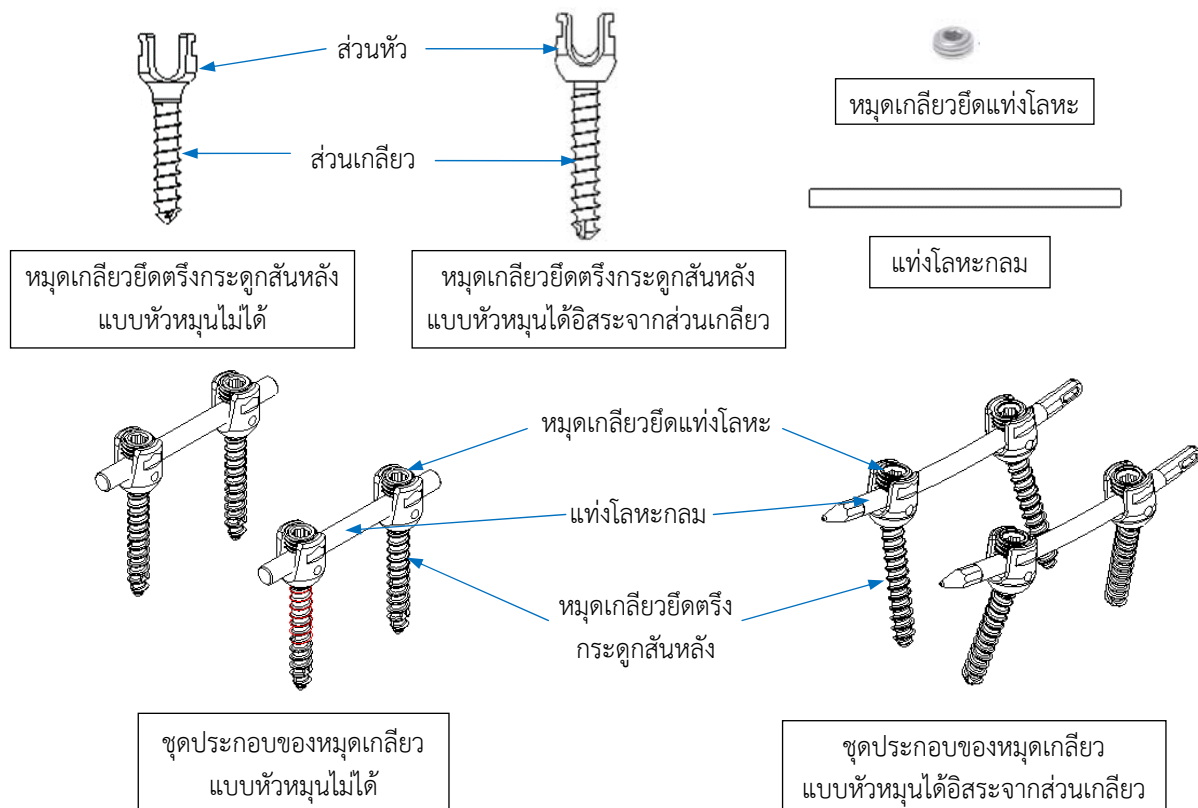 ส่วนหัว
ส่วนเกลียว
หมุดเกลียวยึดแท่งโลหะ
แท่งโลหะกลม
หมุดเกลียวยึดตรึงกระดูกสันหลัง
แบบหัวหมุนไม่ได้
หมุดเกลียวยึดตรึงกระดูกสันหลัง
แบบหัวหมุนได้อิสระจากส่วนเกลียว
หมุดเกลียวยึดแท่งโลหะ
แท่งโลหะกลม
หมุดเกลียวยึดตรึง
กระดูกสันหลัง
ชุดประกอบของหมุดเกลียว
แบบหัวหมุนไม่ได้
ชุดประกอบของหมุดเกลียว
แบบหัวหมุนได้อิสระจากส่วนเกลียว